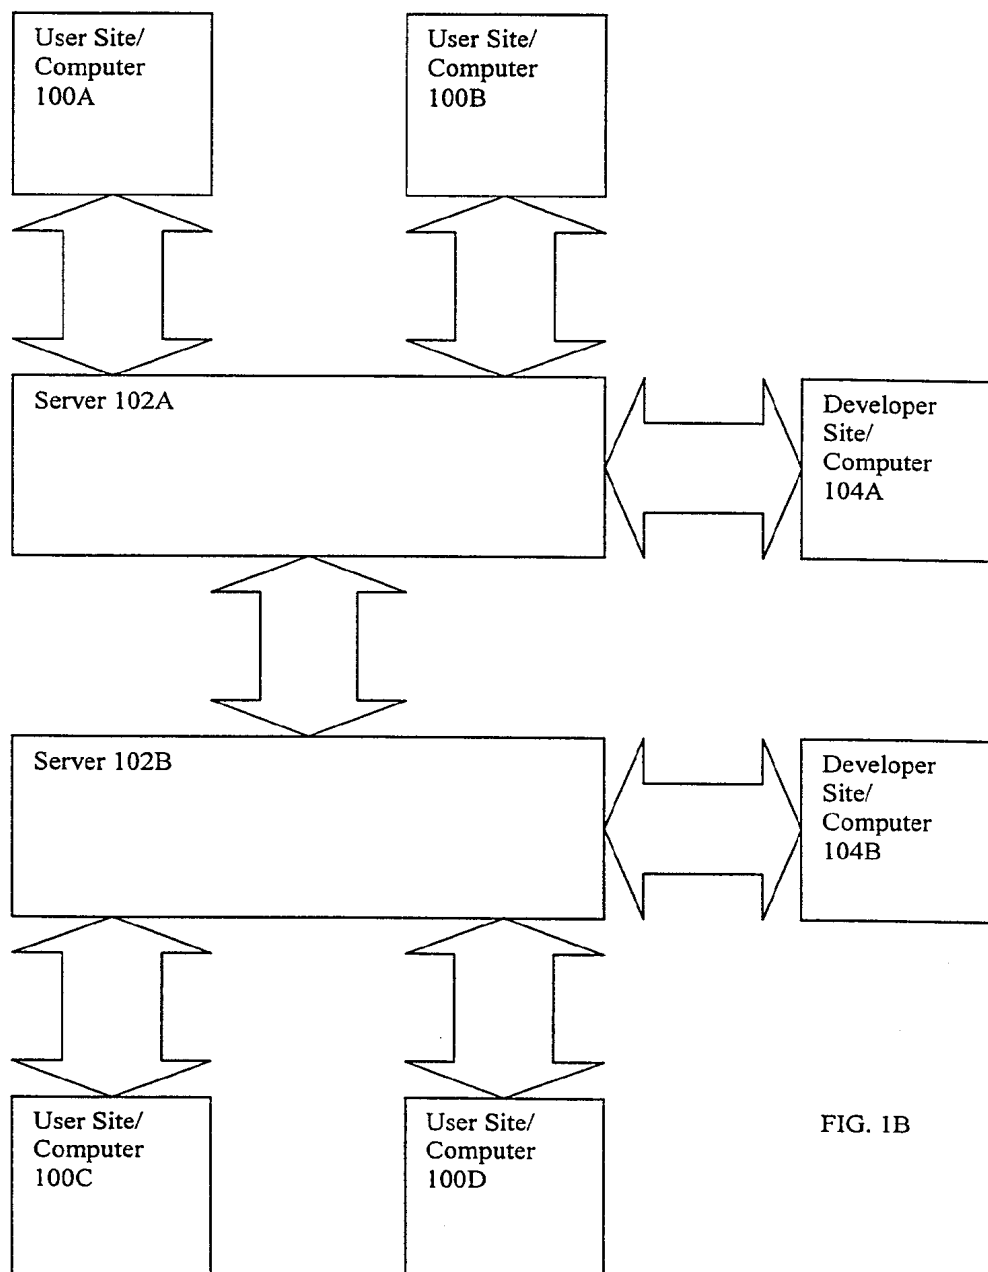 User Site/
Computer
100A
User Site/
Computer
100B
Server 102A
Developer
Site/
Computer
104A
Server 102B
Developer
Site/
Computer
104B
User Site/
Computer
100C
User Site/
Computer
100D
FIG. 1B